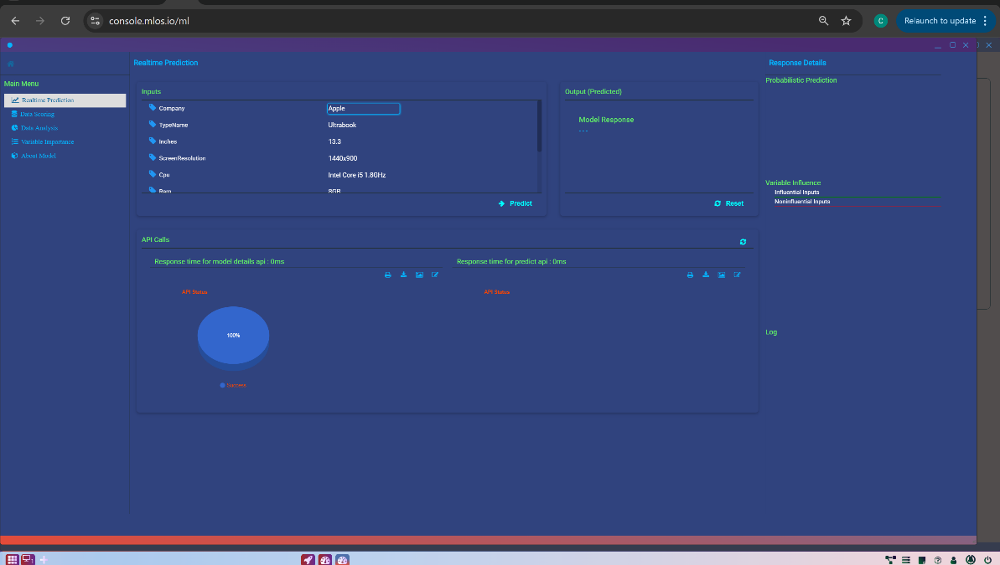 console.mlos.io/ml
C
Relaunch to update
Realtime Prediction
Response Details
Main Menu
Realtime Prediction
Data Scoring
Data Analysis
Variable Importance
About Model
Inputs
Company Apple
TypeName Ultrabook
Inches 13.3
ScreenResolution 1440x900
Cpu Intel Core i5 1.8GHz
Ram 8GB
Predict
Output (Predicted)
Model Response
- - -
Reset
Probabilistic Prediction
Variable Influence
Influential Inputs
Noninfluential Inputs
Log
API Calls
Response time for model details api : 0ms
API Status
100%
Success
Response time for predict api : 0ms
API Status